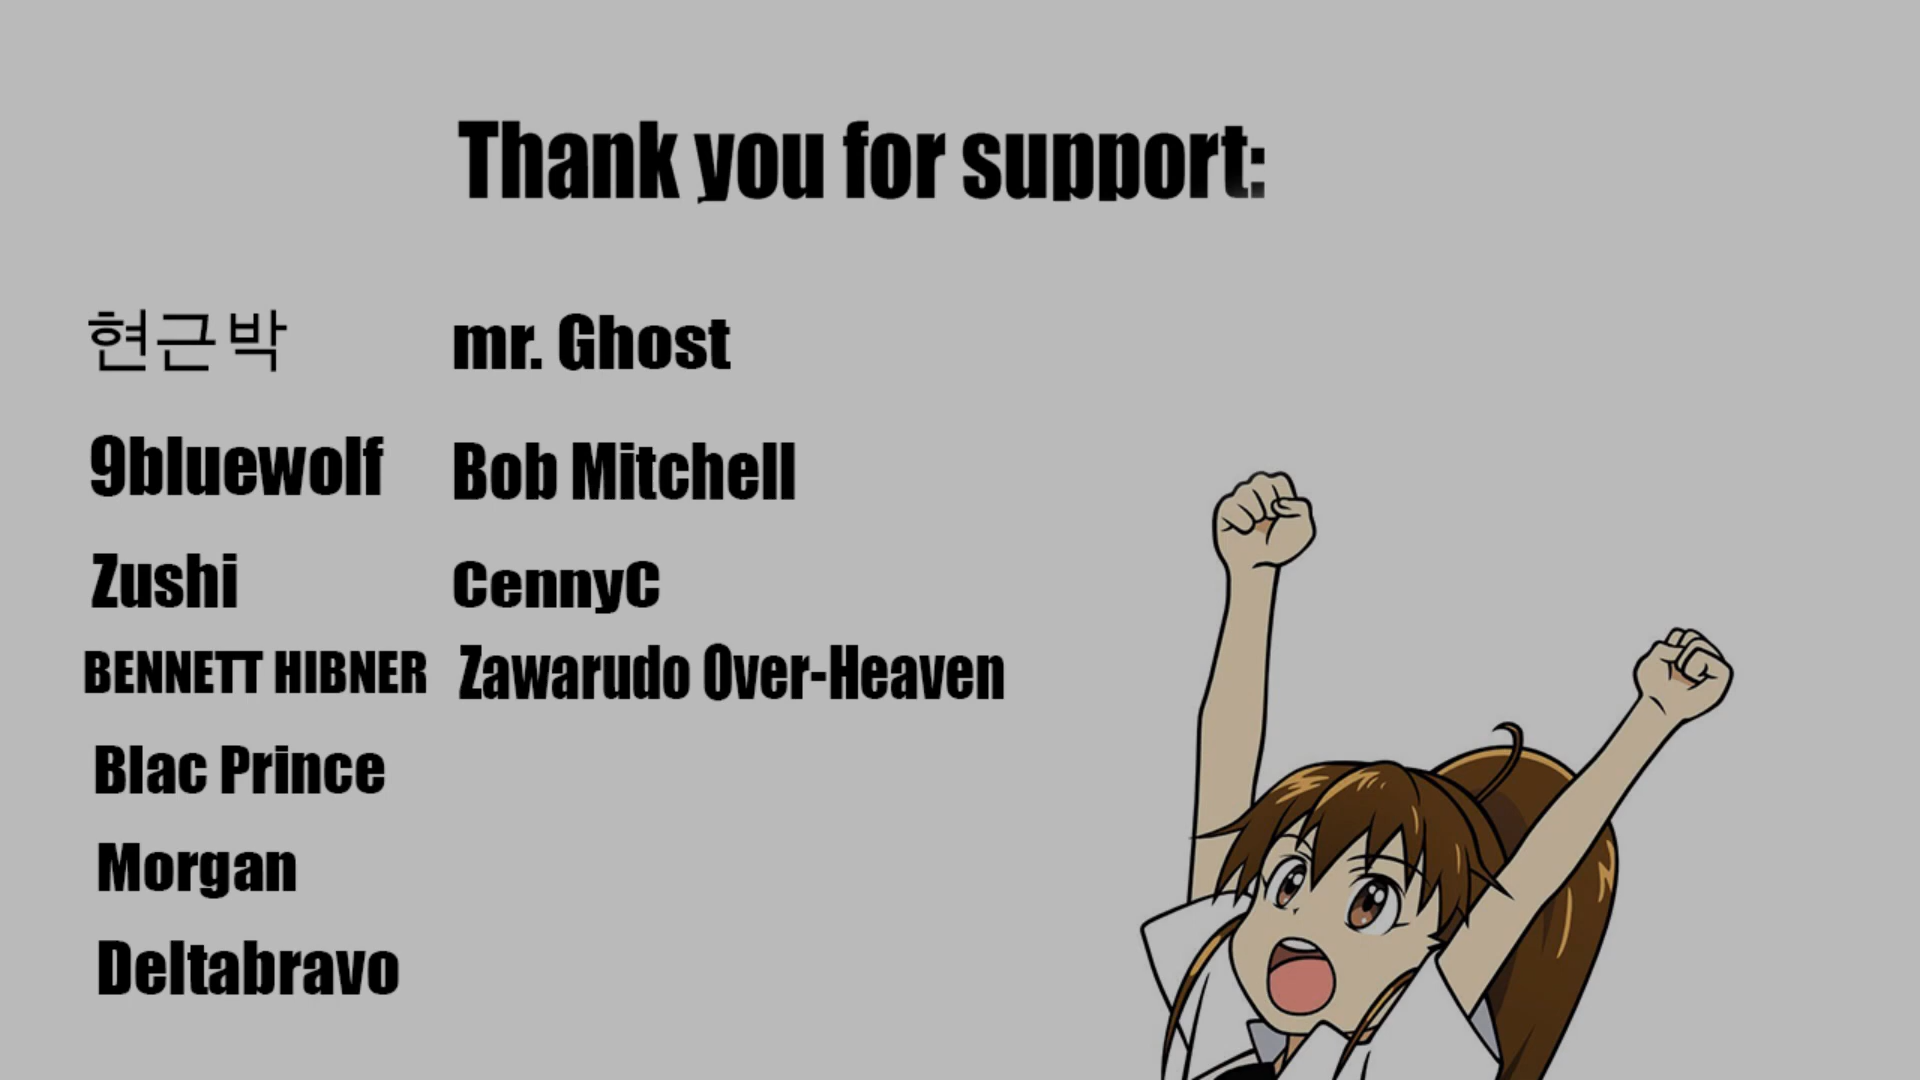 Thank you for support:
현근박
9bluewolf
Zushi
BENNETT HIBNER
Blac Prince
Morgan
Deltabravo
mr. Ghost
Bob Mitchell
CennyC
Zawarudo Over-Heaven